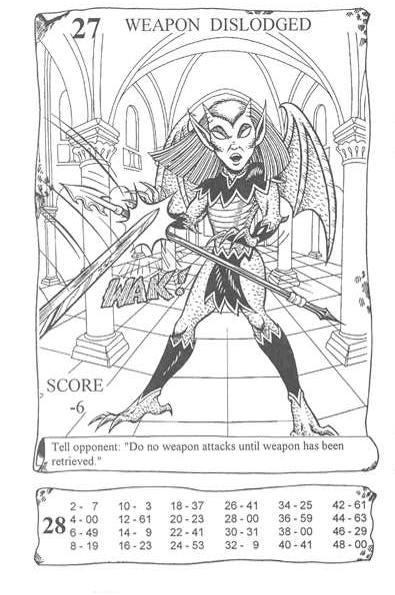 27 WEAPON DISLODGED
WAK!!
SCORE
-6
Tell opponent: "Do no weapon attacks until weapon has been
retrieved."
28
2 - 7 10 - 3 18 - 37 26 - 41 34 - 25 42 - 61
4 - 00 12 - 61 20 - 23 28 - 00 36 - 59 44 - 63
6 - 49 14 - 9 22 - 41 30 - 31 38 - 00 46 - 29
8 - 19 16 - 23 24 - 53 32 - 9 40 - 41 48 - 00